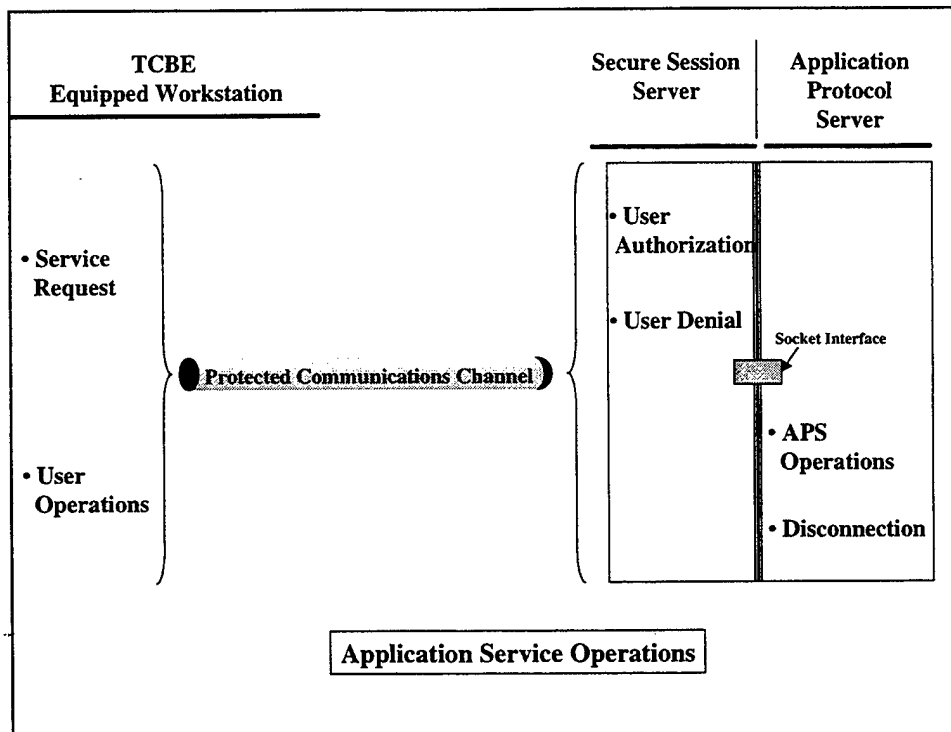 TCBE
Equipped Workstation
Secure Session
Server
Application
Protocol
Server
• Service
Request
• User
Operations
Protected Communications Channel
• User
Authorization
• User Denial
Socket Interface
• APS
Operations
• Disconnection
Application Service Operations